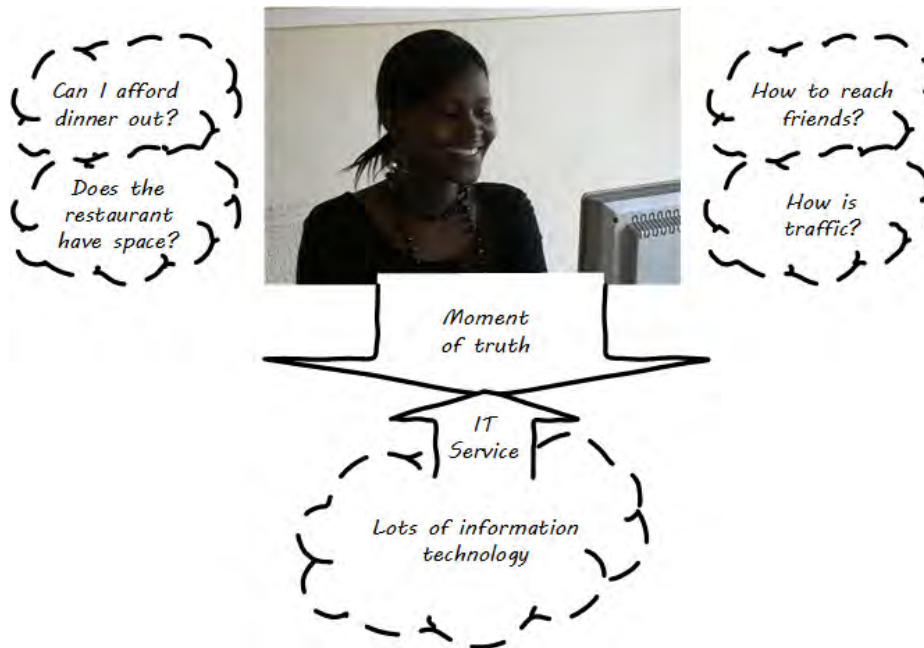 Can I afford
dinner out?
Does the
restaurant
have space?
How to reach
friends?
How is
traffic?
Moment
of truth
IT
Service
Lots of information
technology